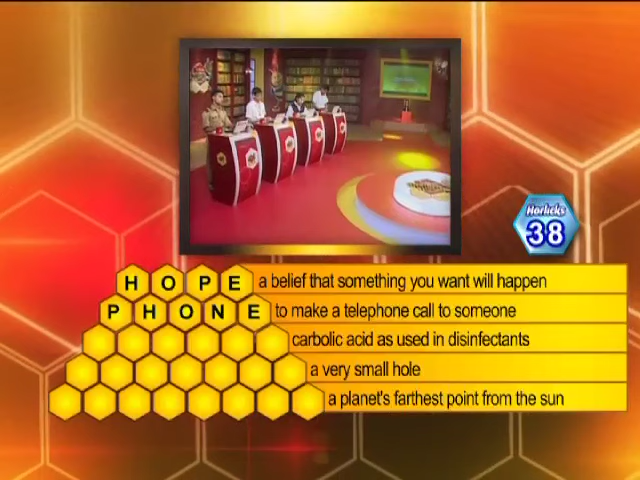 Horlicks
38
HOPE a belief that something you want will happen
PHONE to make a telephone call to someone
carbolic acid as used in disinfectants
a very small hole
a planet's farthest point from the sun